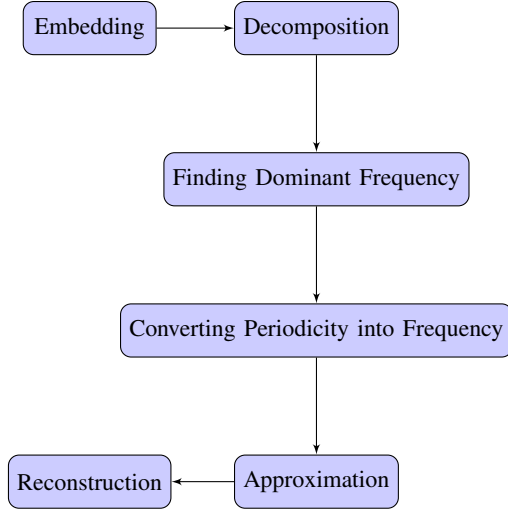 Embedding
Decomposition
Finding Dominant Frequency
Converting Periodicity into Frequency
Approximation
Reconstruction